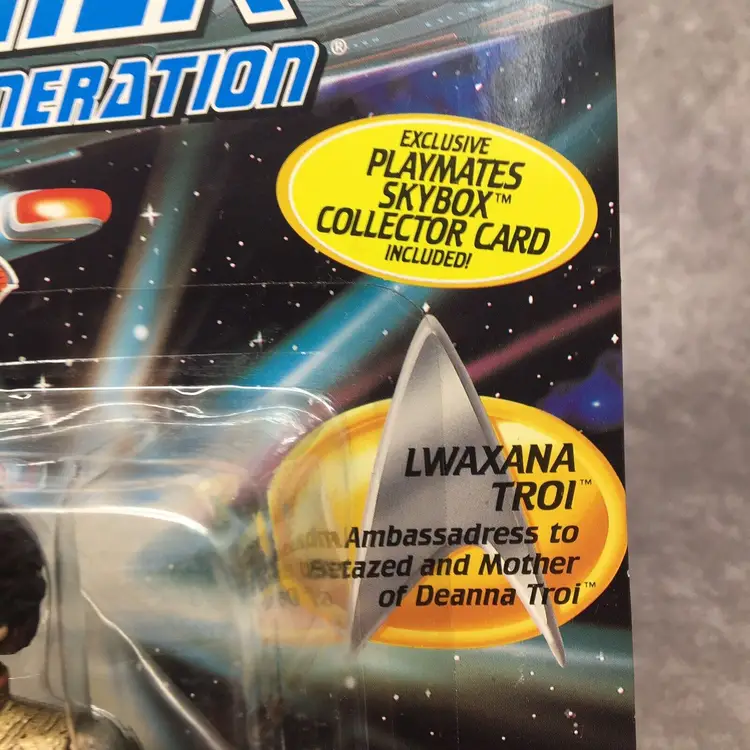 NERATION®
EXCLUSIVE
PLAYMATES
SKYBOX™
COLLECTOR CARD
INCLUDED!
LWAXANA
TROI™
Ambassadress to
Betazed and Mother
of Deanna Troi™